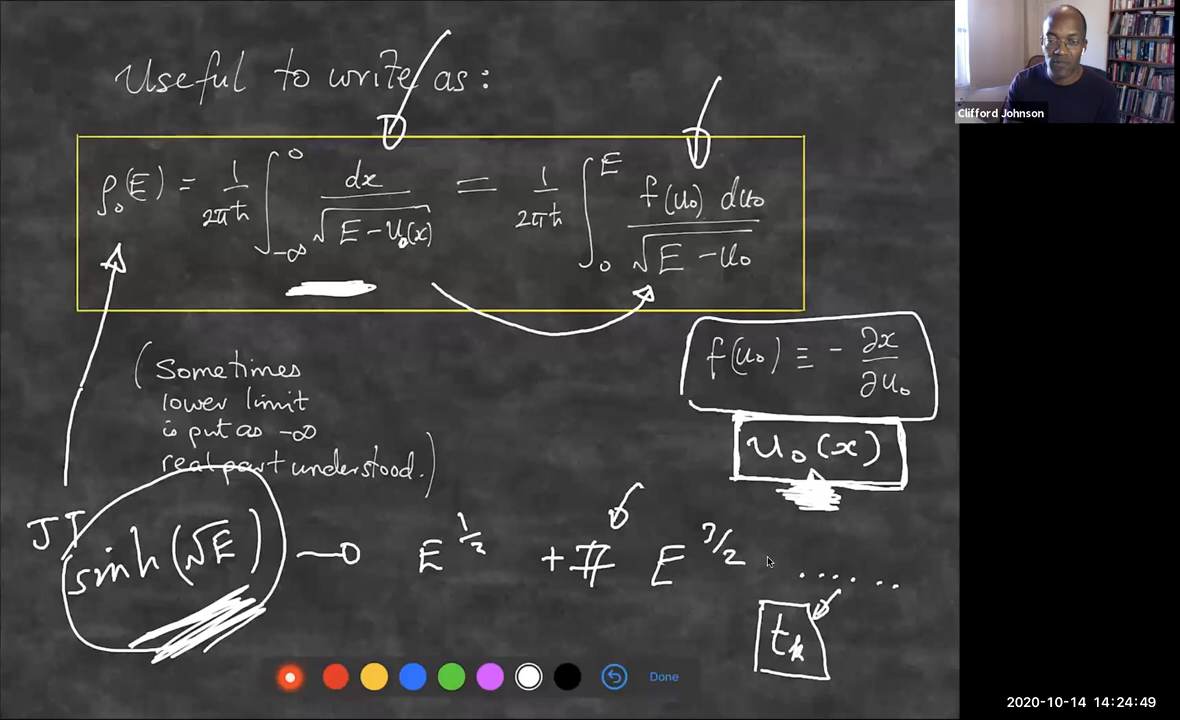 Useful to write as:
ρ₀(E) = 1/2πħ ∫_{-∞}^{0} dx/√(E - u₀(x)) = 1/2πħ ∫_{0}^{E} f(u₀) du₀/√(E - u₀)
(Sometimes
lower limit
is put as -∞
real part understood.)
f(u₀) ≡ - ∂x/∂u₀
u₀(x)
JT
sinh(√E) → E^{1/2} + # E^{3/2} ......
t_k
Done
Clifford Johnson
2020-10-14 14:24:49